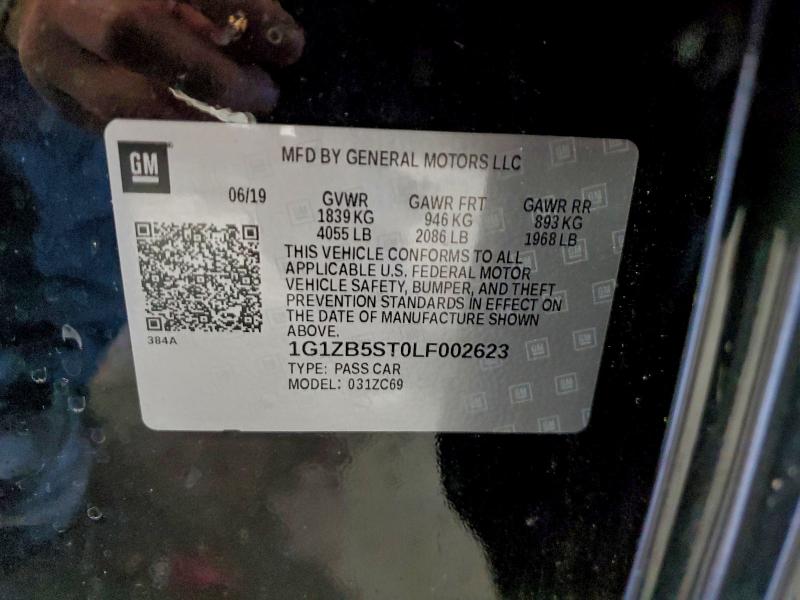 GM
MFD BY GENERAL MOTORS LLC
06/19
GVWR GAWR FRT GAWR RR
1839 KG 946 KG 893 KG
4055 LB 2086 LB 1968 LB
THIS VEHICLE CONFORMS TO ALL
APPLICABLE U.S. FEDERAL MOTOR
VEHICLE SAFETY, BUMPER, AND THEFT
PREVENTION STANDARDS IN EFFECT ON
THE DATE OF MANUFACTURE SHOWN
ABOVE.
384A
1G1ZB5ST0LF002623
TYPE: PASS CAR
MODEL: 031ZC69